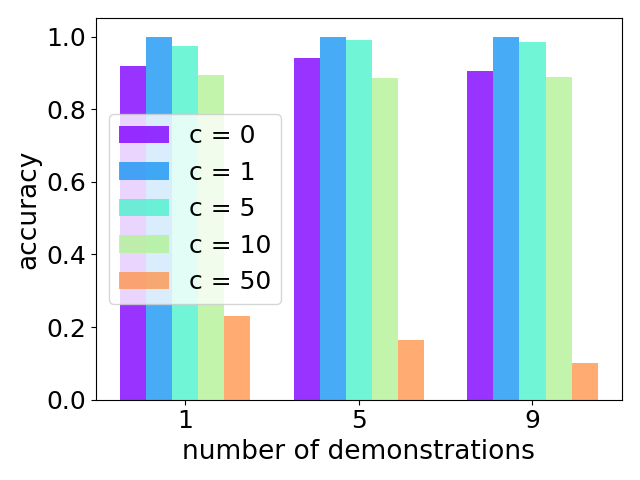 1.0
0.8
0.6
0.4
0.2
0.0
accuracy
c = 0
c = 1
c = 5
c = 10
c = 50
1 5 9
number of demonstrations